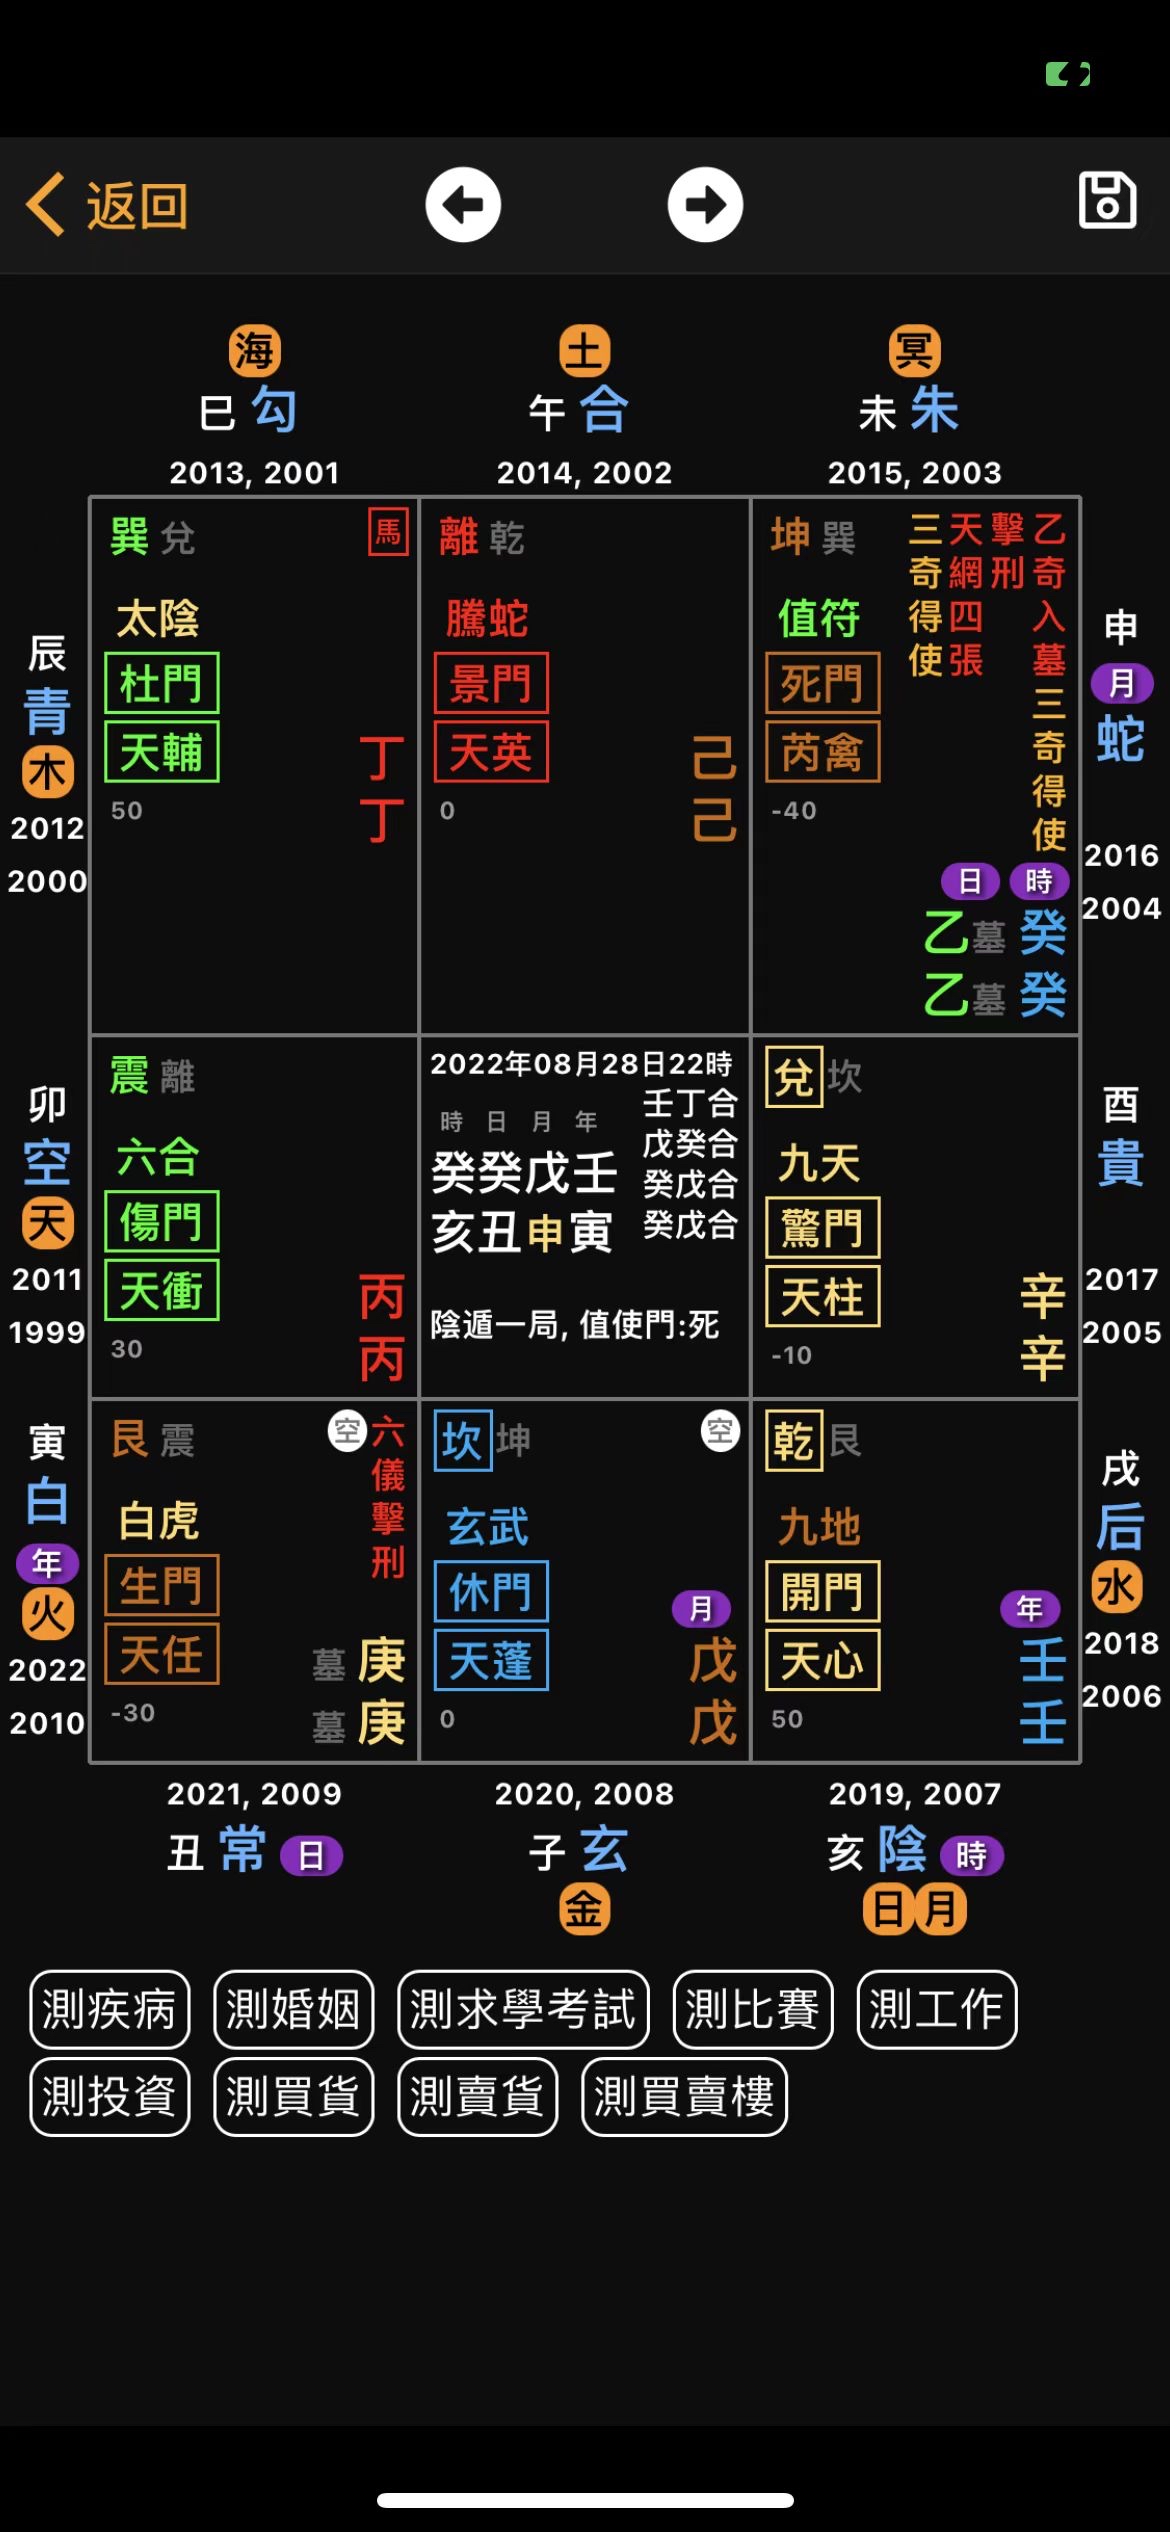 返回
海 土 冥
巳 勾 午 合 未 朱
2013, 2001 2014, 2002 2015, 2003
辰
青
木
2012
2000
巽 兌 馬
太陰
杜門
天輔
50
丁
丁
離 乾
騰蛇
景門
天英
0
己
己
坤 巽
三奇得使
天網四張
擊刑
乙奇入墓三奇得使
值符
死門
芮禽
-40
日 時
乙墓 癸
乙墓 癸
申
月
蛇
2016
2004
卯
空
天
2011
1999
震 離
六合
傷門
天衝
30
丙
丙
2022年08月28日22時
時 日 月 年
癸癸戊壬
亥丑申寅
壬丁合
戊癸合
癸戊合
癸戊合
陰遁一局, 值使門:死
兌 坎
九天
驚門
天柱
-10
辛
辛
酉
貴
2017
2005
寅
白
年
火
2022
2010
艮 震 空
六儀擊刑
白虎
生門
天任
-30
墓 庚
墓 庚
坎 坤 空
玄武
休門
天蓬
0
月
戊
戊
乾 艮
九地
開門
天心
50
年
壬
壬
戌
后
水
2018
2006
2021, 2009 2020, 2008 2019, 2007
丑 常 日 子 玄 亥 陰 時
金 日 月
測疾病 測婚姻 測求學考試 測比賽 測工作
測投資 測買貨 測賣貨 測買賣樓